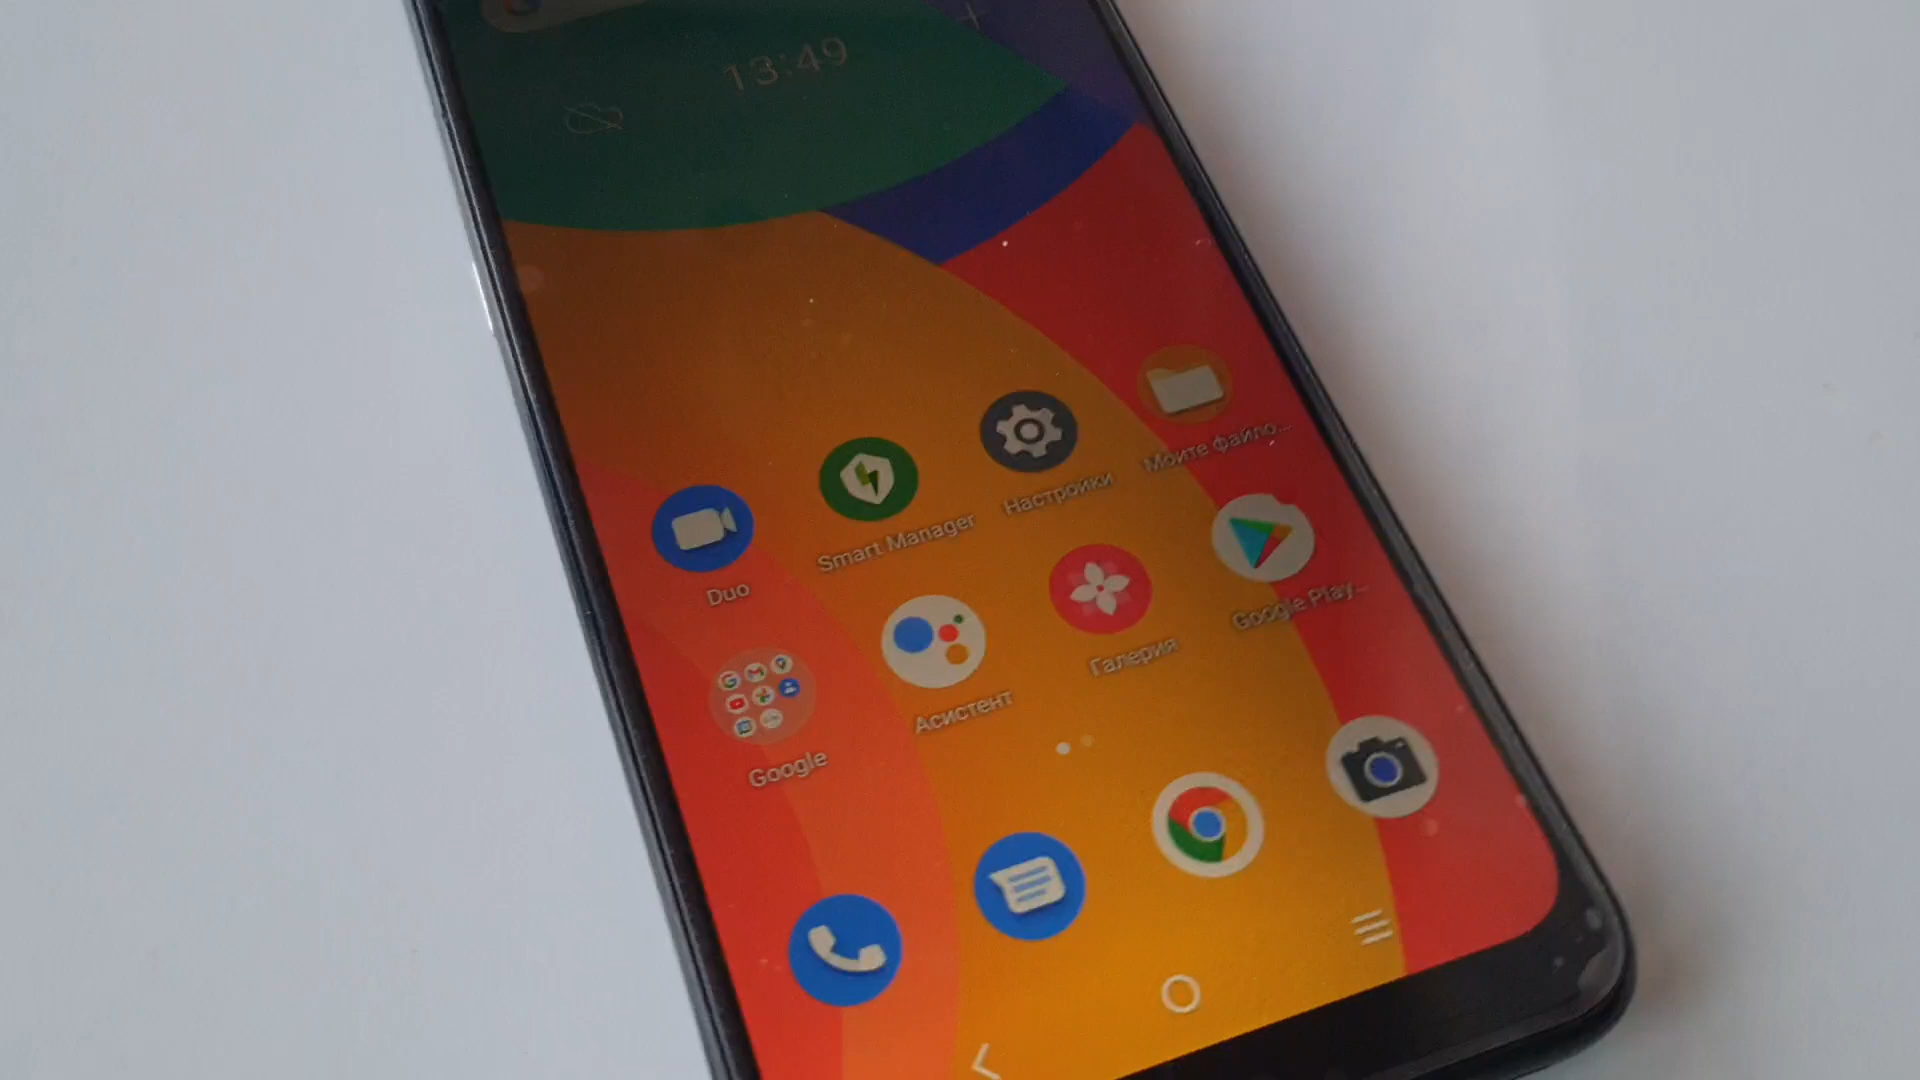 13:49
Duo
Smart Manager
Настройки
Моите файло...
Google
Асистент
Галерия
Google Play...